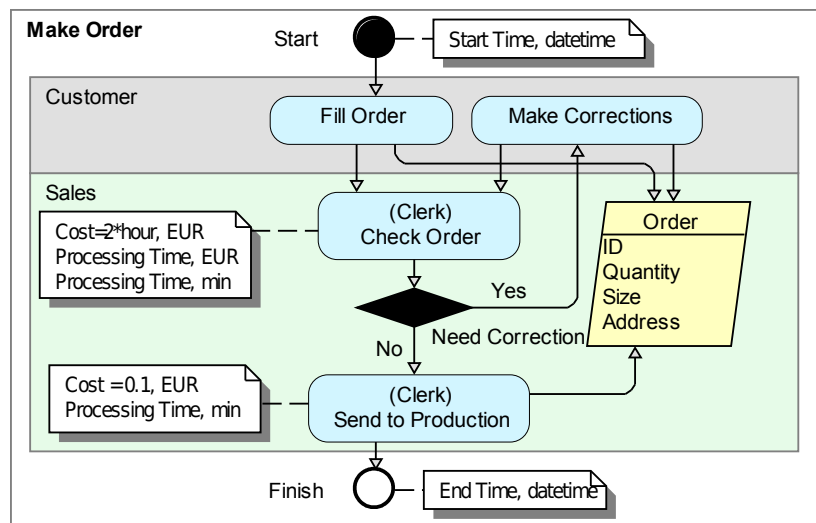 Make Order
Start
Start Time, datetime
Customer
Fill Order
Make Corrections
Sales
(Clerk)
Check Order
Cost=2*hour, EUR
Processing Time, EUR
Processing Time, min
Order
ID
Quantity
Size
Address
Yes
Need Correction
No
Cost = 0.1, EUR
Processing Time, min
(Clerk)
Send to Production
Finish
End Time, datetime